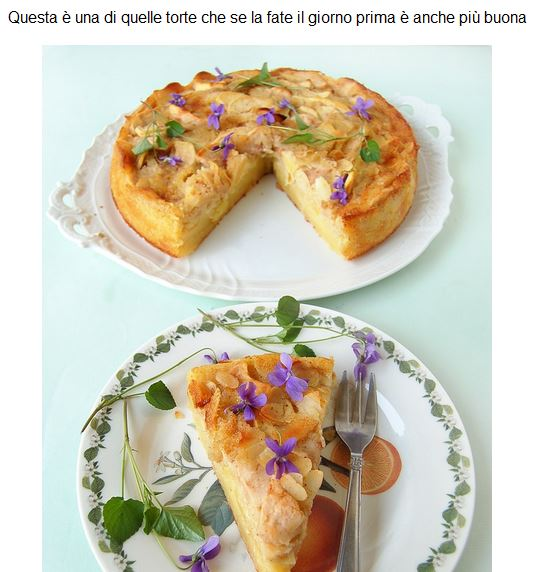 Questa è una di quelle torte che se la fate il giorno prima è anche più buona